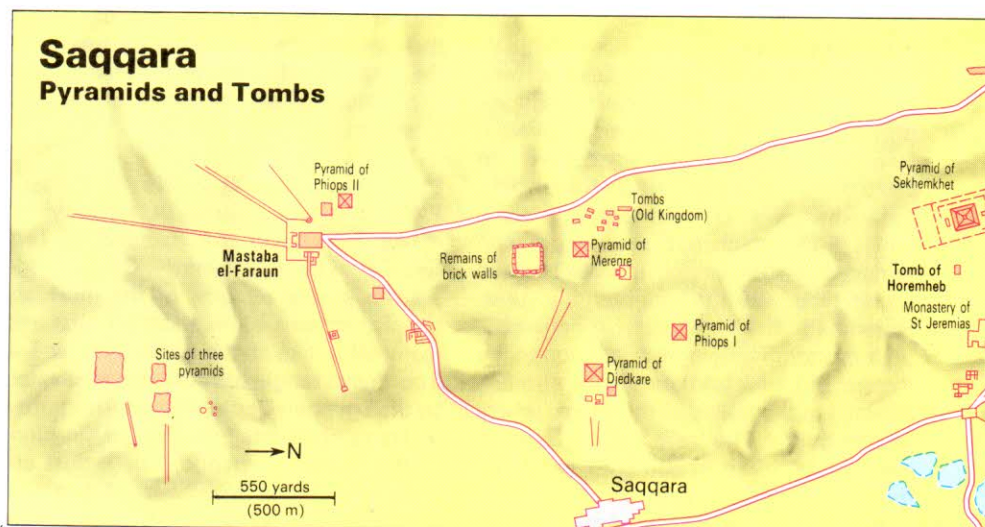 Saqqara
Pyramids and Tombs
Pyramid of
Phiops II
Mastaba
el-Faraun
Sites of three
pyramids
N
550 yards
(500 m)
Remains of
brick walls
Tombs
(Old Kingdom)
Pyramid of
Merenre
Pyramid of
Phiops I
Pyramid of
Djedkare
Saqqara
Pyramid of
Sekhemkhet
Tomb of
Horemheb
Monastery of
St Jeremias